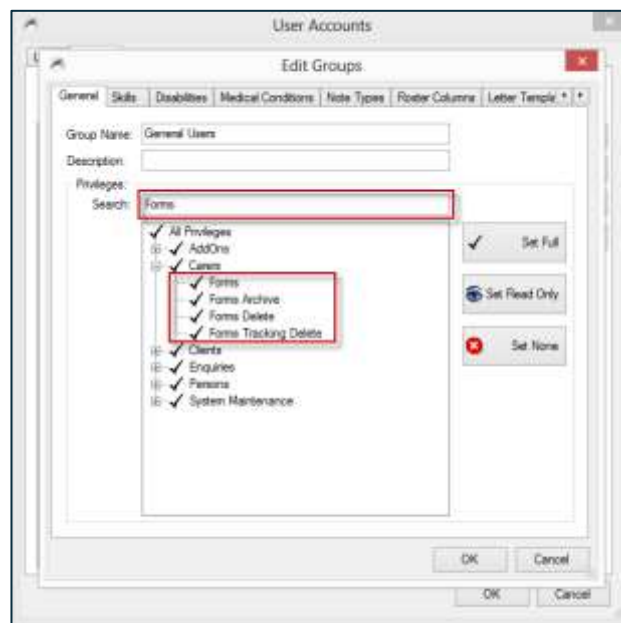 User Accounts
Edit Groups
General Skills Disabilities Medical Conditions Note Types Roster Columns Letter Templa
Group Name: General Users
Description:
Privileges:
Search: Forms
All Privileges
AddOns
Carers
Forms
Forms Archive
Forms Delete
Forms Tracking Delete
Clients
Enquiries
Persons
System Maintenance
Set Full
Set Read Only
Set None
OK Cancel
OK Cancel